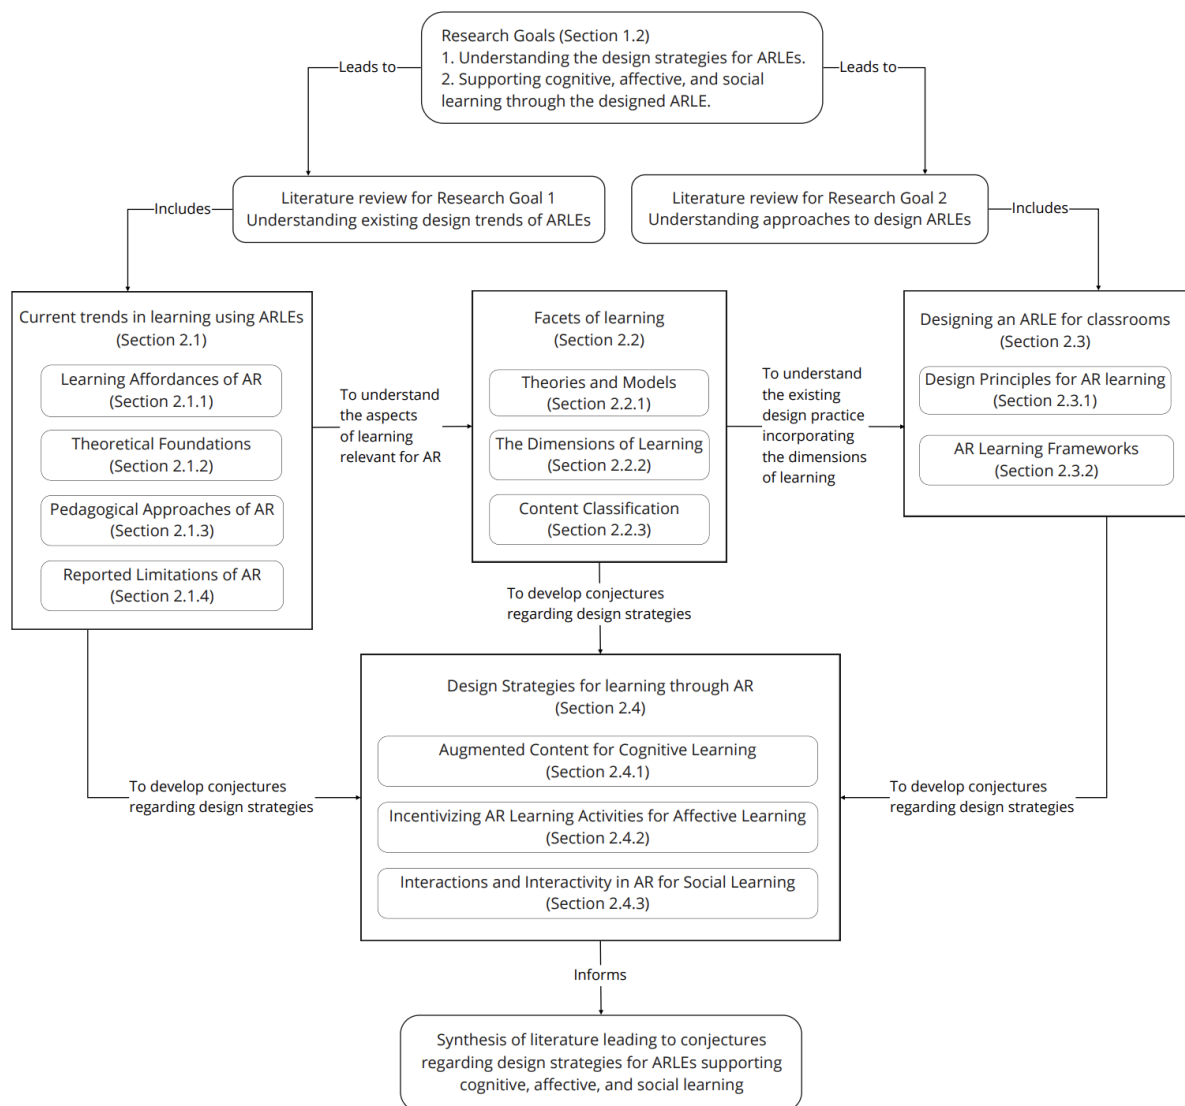 Research Goals (Section 1.2)
1. Understanding the design strategies for ARLEs.
2. Supporting cognitive, affective, and social
learning through the designed ARLE.
Leads to
Leads to
Literature review for Research Goal 1
Understanding existing design trends of ARLEs
Literature review for Research Goal 2
Understanding approaches to design ARLEs
Includes
Includes
Current trends in learning using ARLEs
(Section 2.1)
Learning Affordances of AR
(Section 2.1.1)
Theoretical Foundations
(Section 2.1.2)
Pedagogical Approaches of AR
(Section 2.1.3)
Reported Limitations of AR
(Section 2.1.4)
To understand
the aspects
of learning
relevant for AR
Facets of learning
(Section 2.2)
Theories and Models
(Section 2.2.1)
The Dimensions of Learning
(Section 2.2.2)
Content Classification
(Section 2.2.3)
To understand
the existing
design practice
incorporating
the dimensions
of learning
Designing an ARLE for classrooms
(Section 2.3)
Design Principles for AR learning
(Section 2.3.1)
AR Learning Frameworks
(Section 2.3.2)
To develop conjectures
regarding design strategies
Design Strategies for learning through AR
(Section 2.4)
Augmented Content for Cognitive Learning
(Section 2.4.1)
Incentivizing AR Learning Activities for Affective Learning
(Section 2.4.2)
Interactions and Interactivity in AR for Social Learning
(Section 2.4.3)
To develop conjectures
regarding design strategies
To develop conjectures
regarding design strategies
Informs
Synthesis of literature leading to conjectures
regarding design strategies for ARLEs supporting
cognitive, affective, and social learning